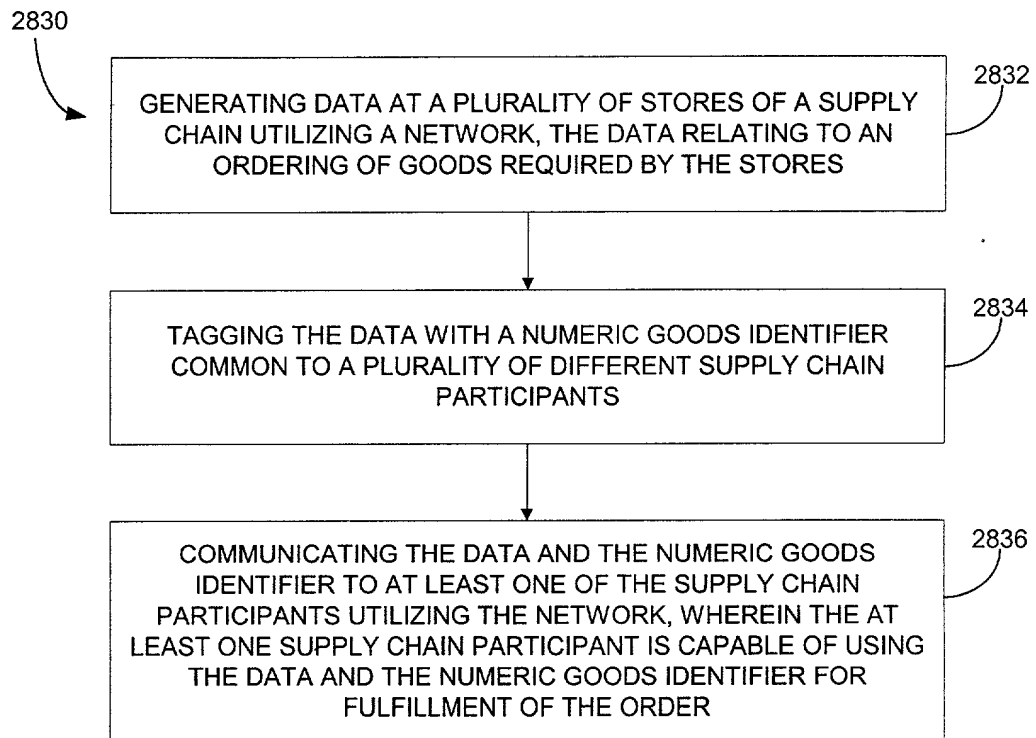 2830
2832
GENERATING DATA AT A PLURALITY OF STORES OF A SUPPLY
CHAIN UTILIZING A NETWORK, THE DATA RELATING TO AN
ORDERING OF GOODS REQUIRED BY THE STORES
2834
TAGGING THE DATA WITH A NUMERIC GOODS IDENTIFIER
COMMON TO A PLURALITY OF DIFFERENT SUPPLY CHAIN
PARTICIPANTS
2836
COMMUNICATING THE DATA AND THE NUMERIC GOODS
IDENTIFIER TO AT LEAST ONE OF THE SUPPLY CHAIN
PARTICIPANTS UTILIZING THE NETWORK, WHEREIN THE AT
LEAST ONE SUPPLY CHAIN PARTICIPANT IS CAPABLE OF USING
THE DATA AND THE NUMERIC GOODS IDENTIFIER FOR
FULFILLMENT OF THE ORDER